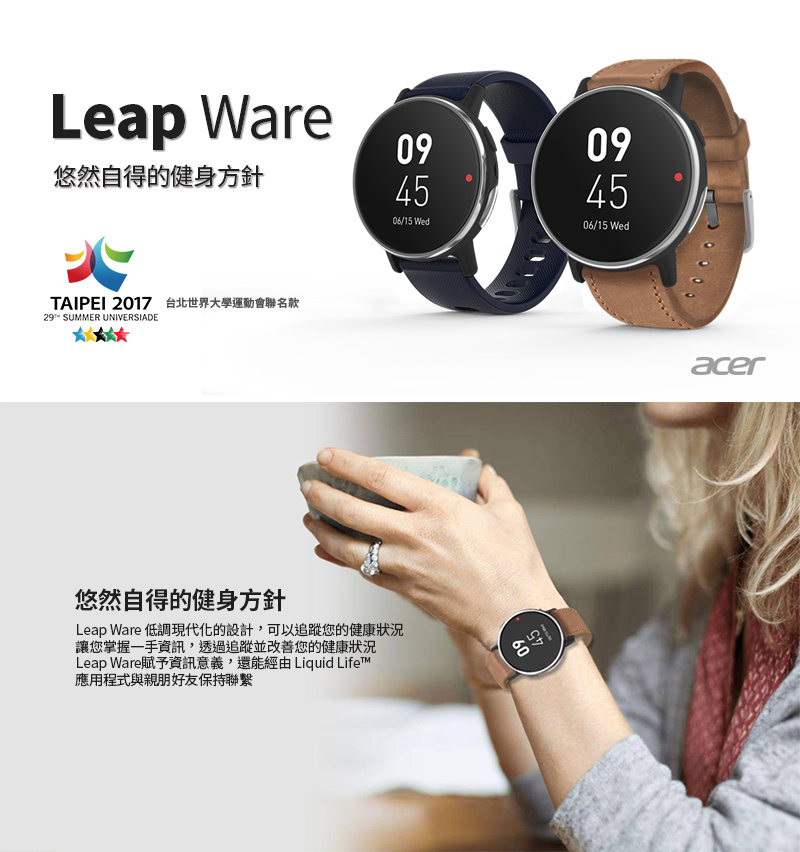 Leap Ware
悠然自得的健身方針
09
45
06/15 Wed
09
45
06/15 Wed
TAIPEI 2017
29TH SUMMER UNIVERSIADE
台北世界大學運動會聯名款
acer
悠然自得的健身方針
Leap Ware 低調現代化的設計，可以追蹤您的健康狀況
讓您掌握一手資訊，透過追蹤並改善您的健康狀況
Leap Ware賦予資訊意義，還能經由 Liquid Life™
應用程式與親朋好友保持聯繫
09
45